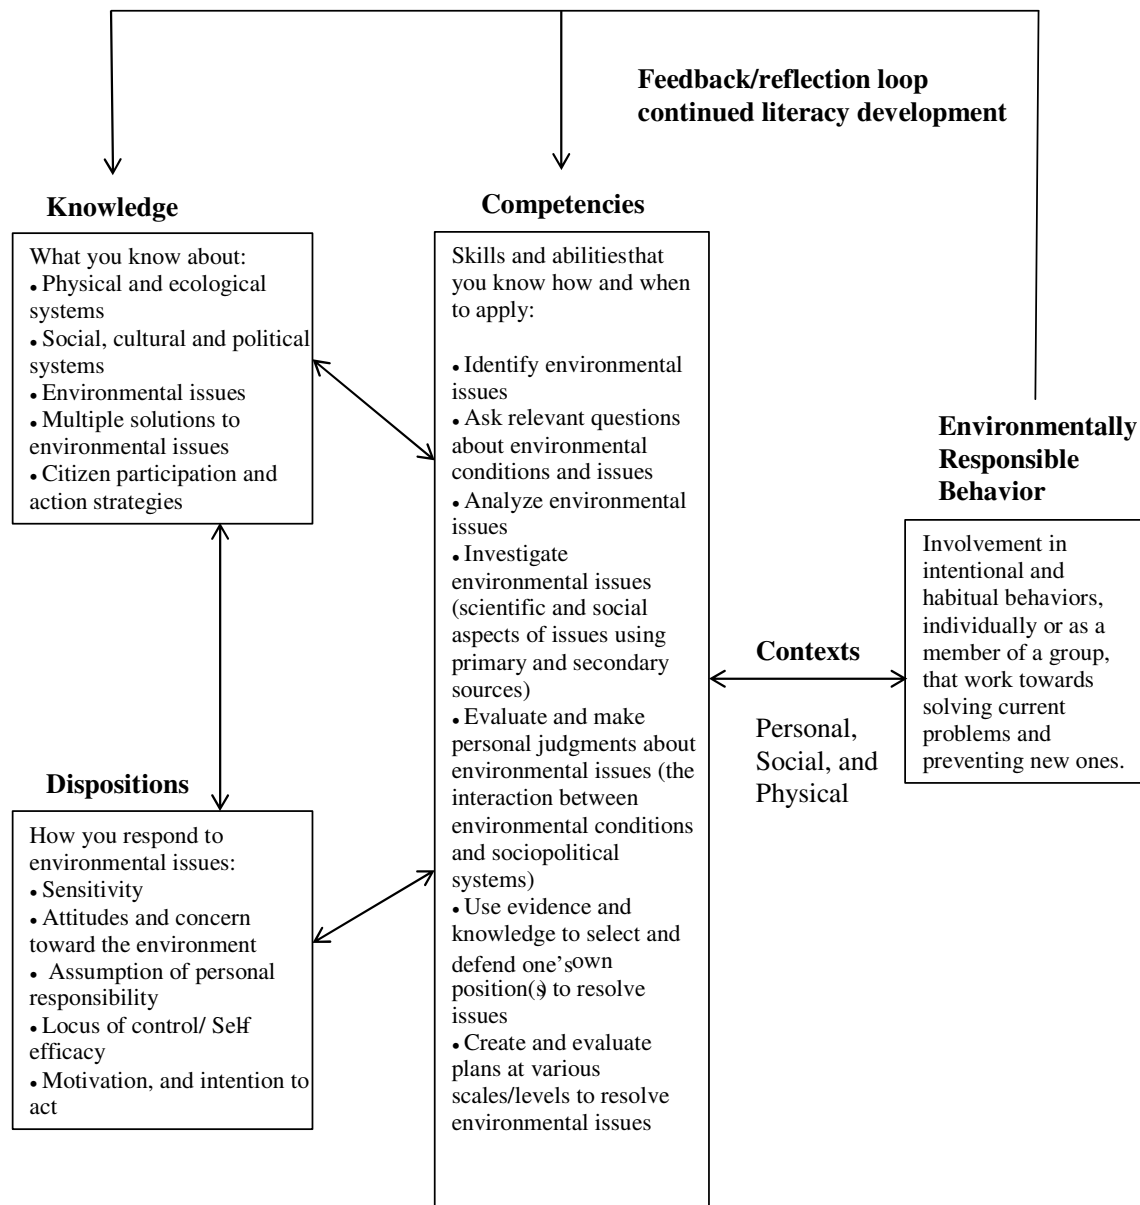 Feedback/reflection loop
continued literacy development
Knowledge
What you know about:
• Physical and ecological
systems
• Social, cultural and political
systems
• Environmental issues
• Multiple solutions to
environmental issues
• Citizen participation and
action strategies
Dispositions
How you respond to
environmental issues:
• Sensitivity
• Attitudes and concern
toward the environment
• Assumption of personal
responsibility
• Locus of control/ Self
efficacy
• Motivation, and intention to
act
Competencies
Skills and abilitiesthat
you know how and when
to apply:
• Identify environmental
issues
• Ask relevant questions
about environmental
conditions and issues
• Analyze environmental
issues
• Investigate
environmental issues
(scientific and social
aspects of issues using
primary and secondary
sources)
• Evaluate and make
personal judgments about
environmental issues (the
interaction between
environmental conditions
and sociopolitical
systems)
• Use evidence and
knowledge to select and
defend one’s own
position(s) to resolve
issues
• Create and evaluate
plans at various
scales/levels to resolve
environmental issues
Contexts
Personal,
Social, and
Physical
Environmentally
Responsible
Behavior
Involvement in
intentional and
habitual behaviors,
individually or as a
member of a group,
that work towards
solving current
problems and
preventing new ones.